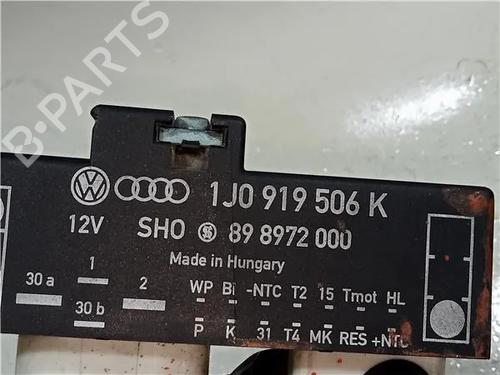 B-PARTS
1J0 919 506 K
12V SHO 89 8972 000
Made in Hungary
30 a 1 2
30 b
WP Bi -NTC T2 15 Tmot HL
P K 31 T4 MK RES +NTC